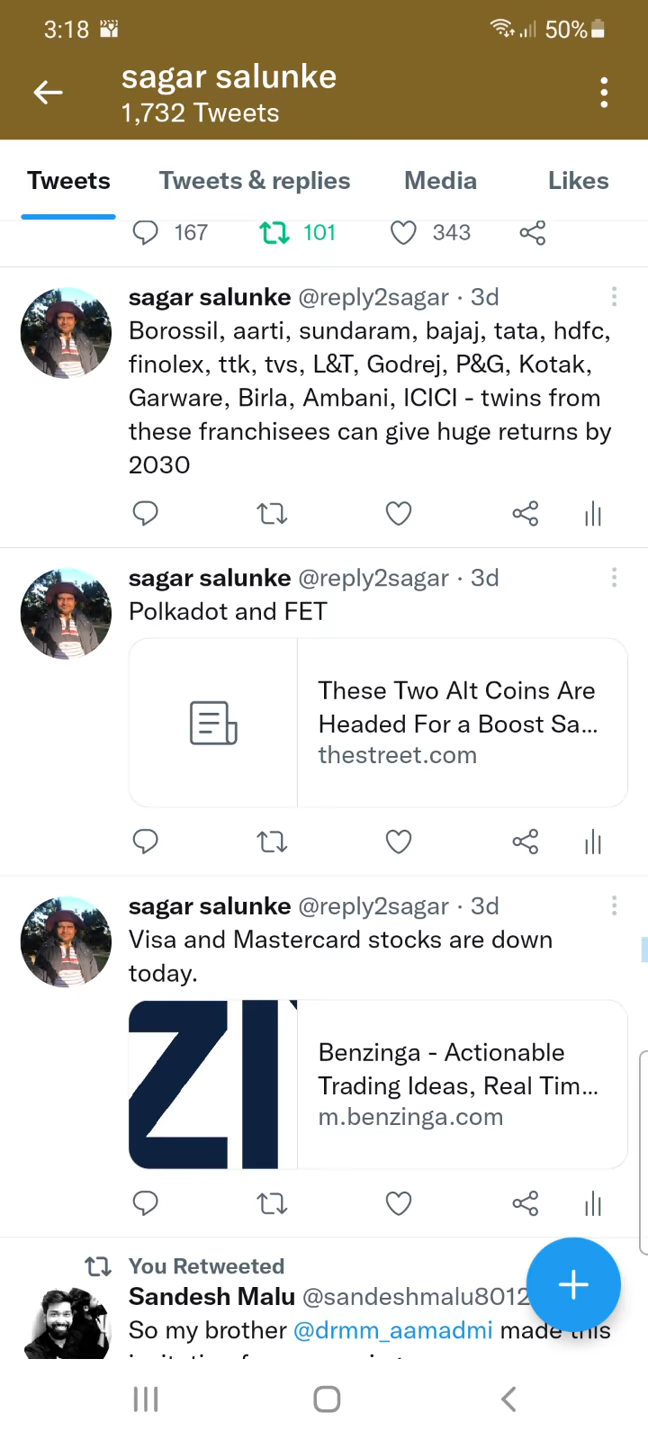 3:18
50%
sagar salunke
1,732 Tweets
Tweets
Tweets & replies
Media
Likes
167
101
343
sagar salunke @reply2sagar · 3d
Borossil, aarti, sundaram, bajaj, tata, hdfc,
finolex, ttk, tvs, L&T, Godrej, P&G, Kotak,
Garware, Birla, Ambani, ICICI - twins from
these franchisees can give huge returns by
2030
sagar salunke @reply2sagar · 3d
Polkadot and FET
These Two Alt Coins Are
Headed For a Boost Sa...
thestreet.com
sagar salunke @reply2sagar · 3d
Visa and Mastercard stocks are down
today.
ZI
Benzinga - Actionable
Trading Ideas, Real Tim...
m.benzinga.com
You Retweeted
Sandesh Malu @sandeshmalu8012
So my brother @drmm_aamadmi made this